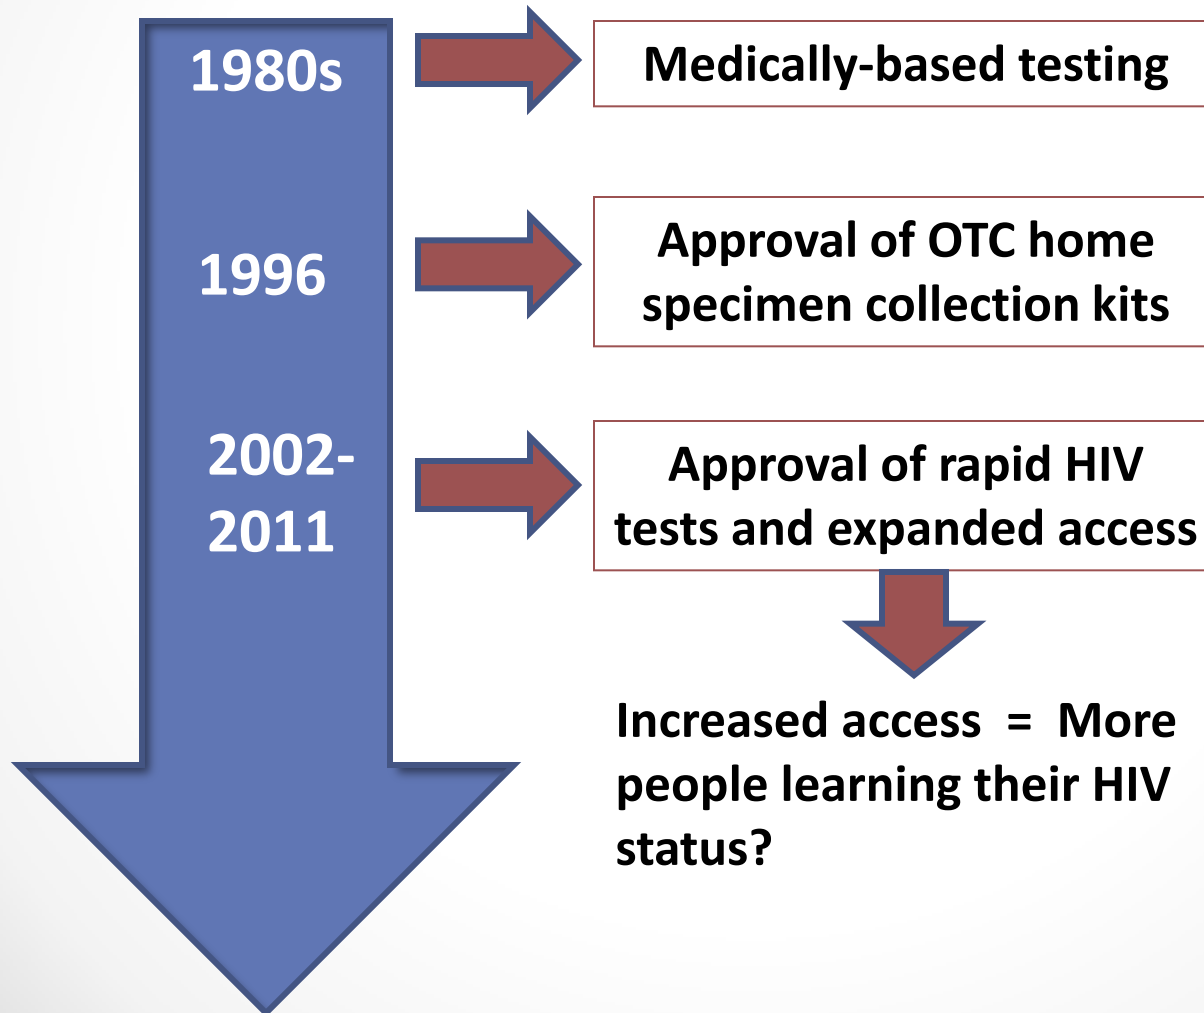 1980s
Medically-based testing
1996
Approval of OTC home
specimen collection kits
2002-
2011
Approval of rapid HIV
tests and expanded access
Increased access = More
people learning their HIV
status?